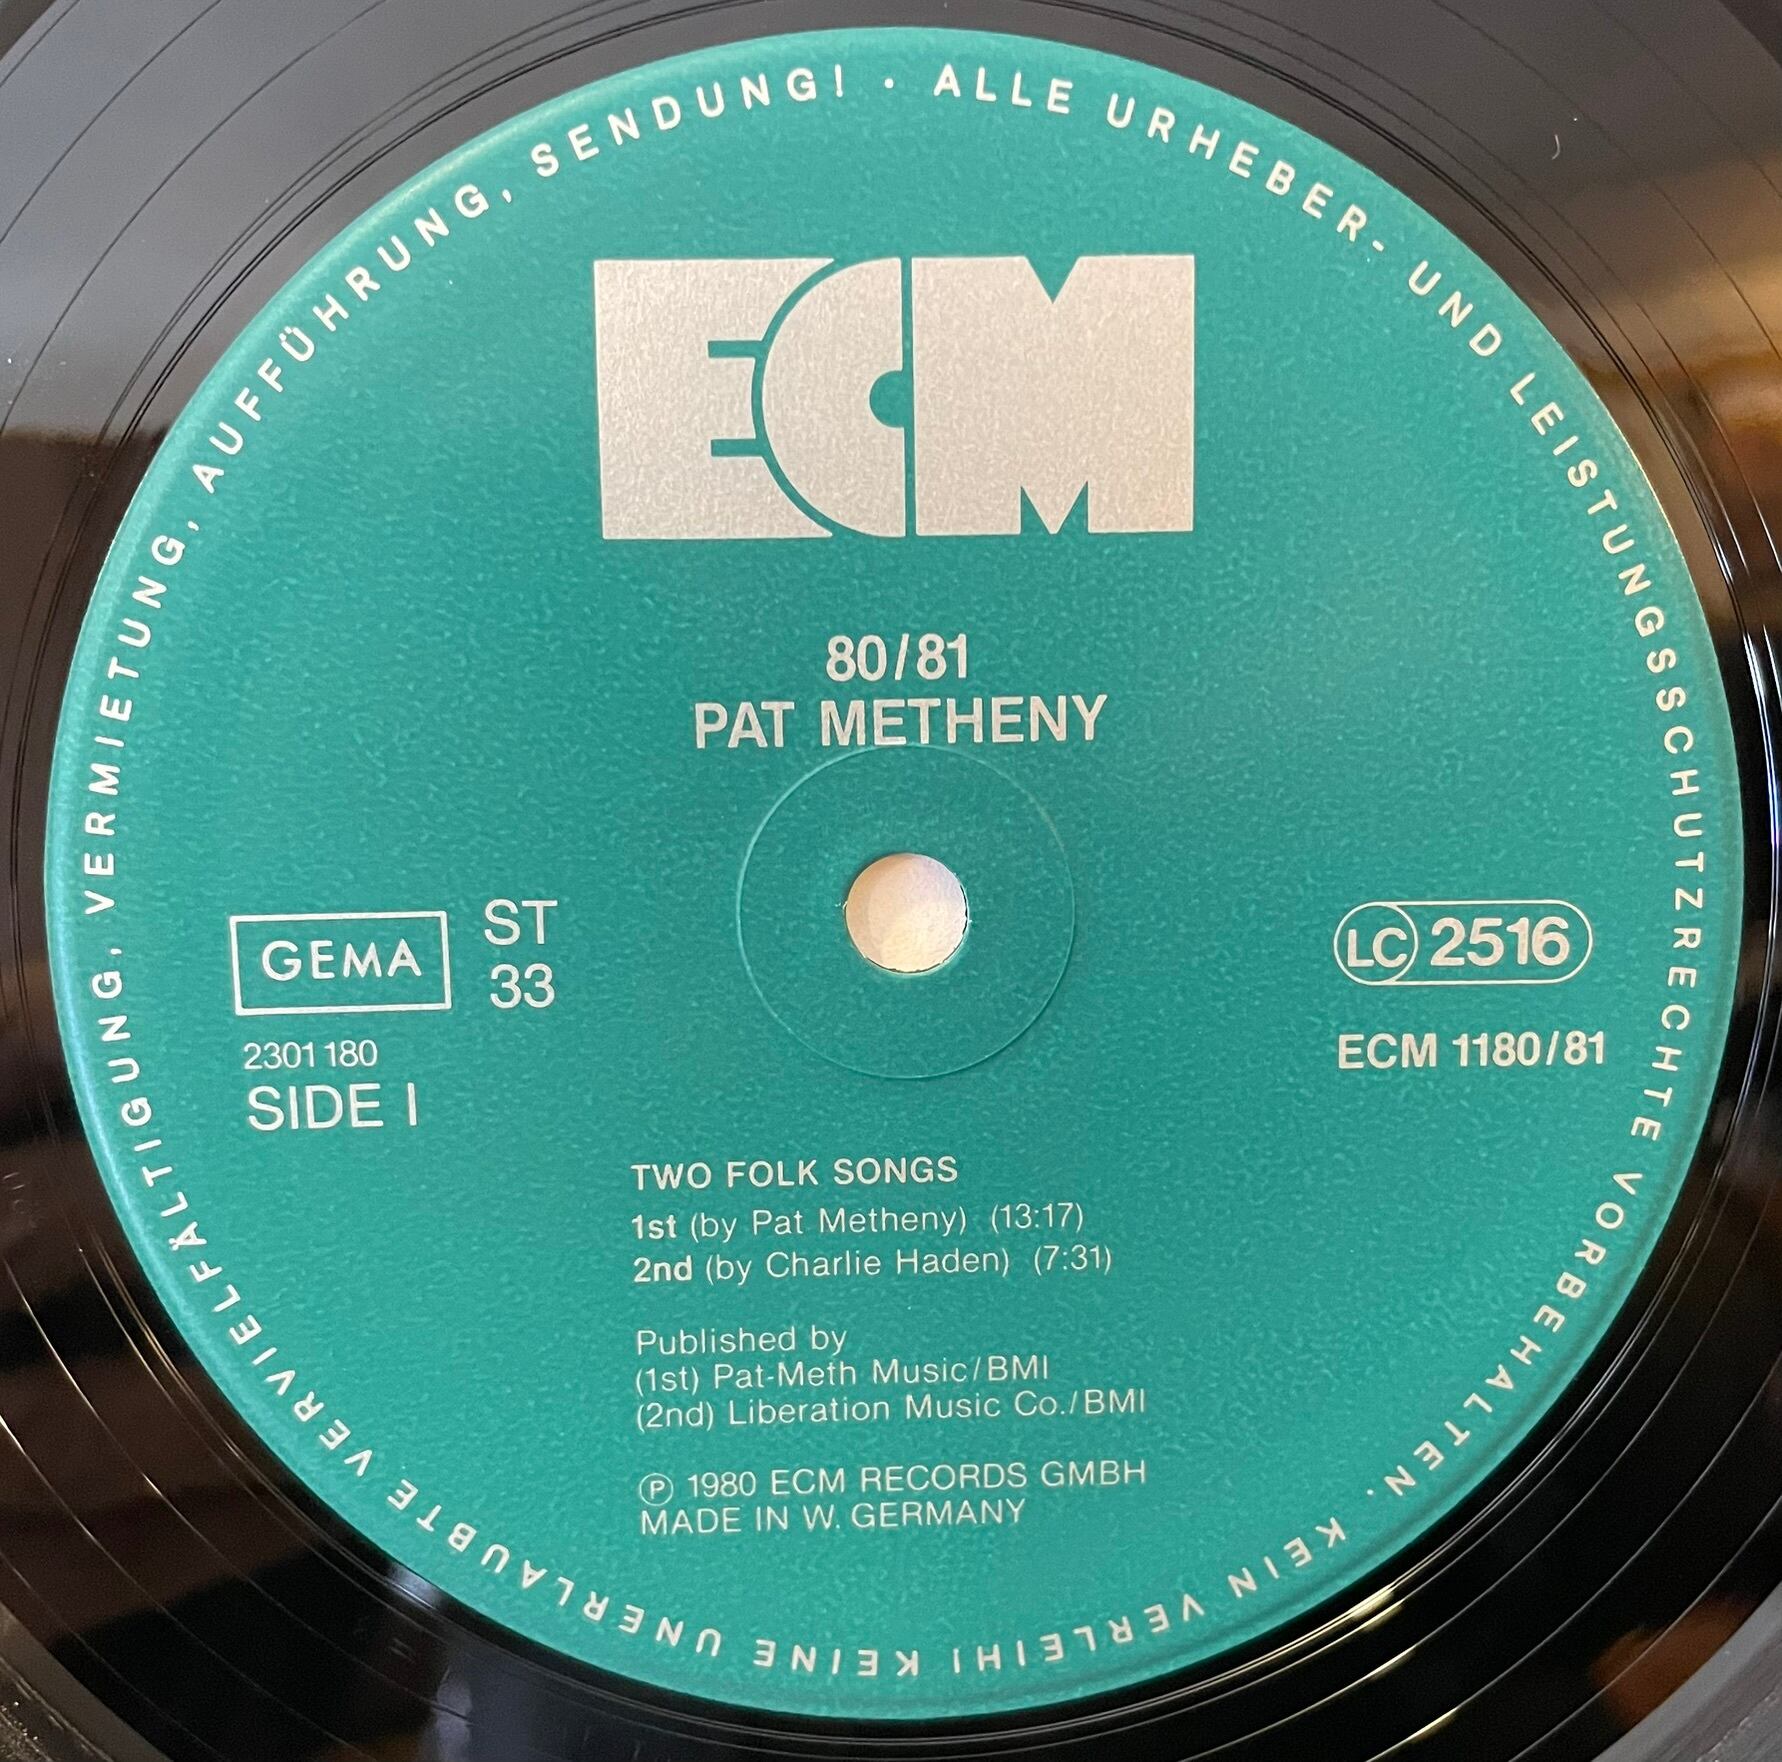 ALLE URHEBER- UND LEISTUNGSSCHUTZRECHTE VORBEHALTEN. KEIN VERLEIH! KEINE UNERLAUBTE VERVIELFÄLTIGUNG, VERMIETUNG, AUFFÜHRUNG, SENDUNG! ·
ECM
80/81
PAT METHENY
GEMA
ST
33
LC 2516
2301180
SIDE I
ECM 1180/81
TWO FOLK SONGS
1st (by Pat Metheny) (13:17)
2nd (by Charlie Haden) (7:31)
Published by
(1st) Pat-Meth Music/BMI
(2nd) Liberation Music Co./BMI
Ⓟ 1980 ECM RECORDS GMBH
MADE IN W. GERMANY